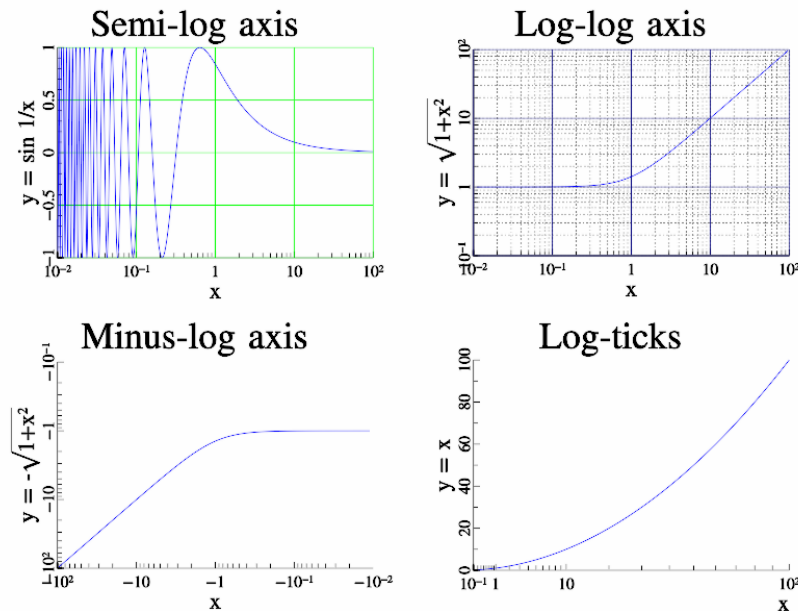 Semi-log axis
y = sin 1/x
1
0.5
0
-0.5
-1
10⁻² 10⁻¹ 1 10 10²
x
Log-log axis
y = √1+x²
10²
10
1
10⁻¹
10⁻² 10⁻¹ 1 10 10²
x
Minus-log axis
y = -√1+x²
-10⁻¹
-1
-10
-10² -10 -1 -10⁻¹ -10⁻²
x
Log-ticks
y = x
100
80
60
40
20
0
10⁻¹ 1 10
x